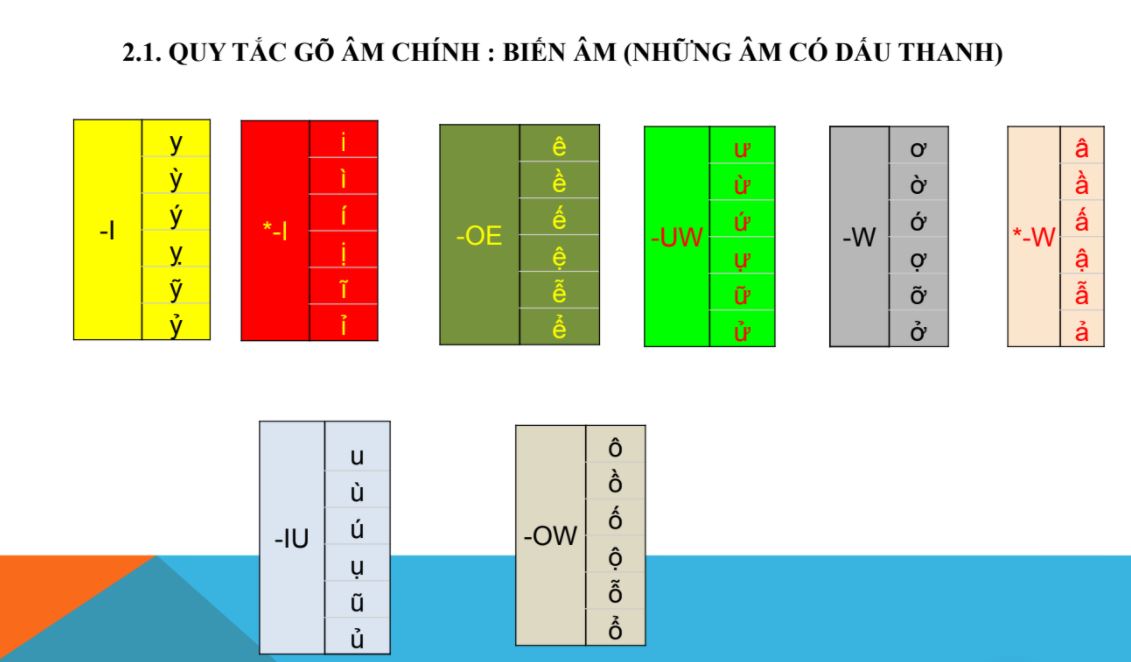 2.1. QUY TẮC GÕ ÂM CHÍNH : BIẾN ÂM (NHỮNG ÂM CÓ DẤU THANH)
-I
y
ỳ
ý
ỵ
ỹ
ỷ
*-I
i
ì
í
ị
ĩ
ỉ
-OE
ê
ề
ế
ệ
ễ
ể
-UW
ư
ừ
ứ
ự
ữ
ử
-W
ơ
ờ
ớ
ợ
ỡ
ở
*-W
â
ầ
ấ
ậ
ẫ
ả
-IU
u
ù
ú
ụ
ũ
ủ
-OW
ô
ồ
ố
ộ
ỗ
ổ